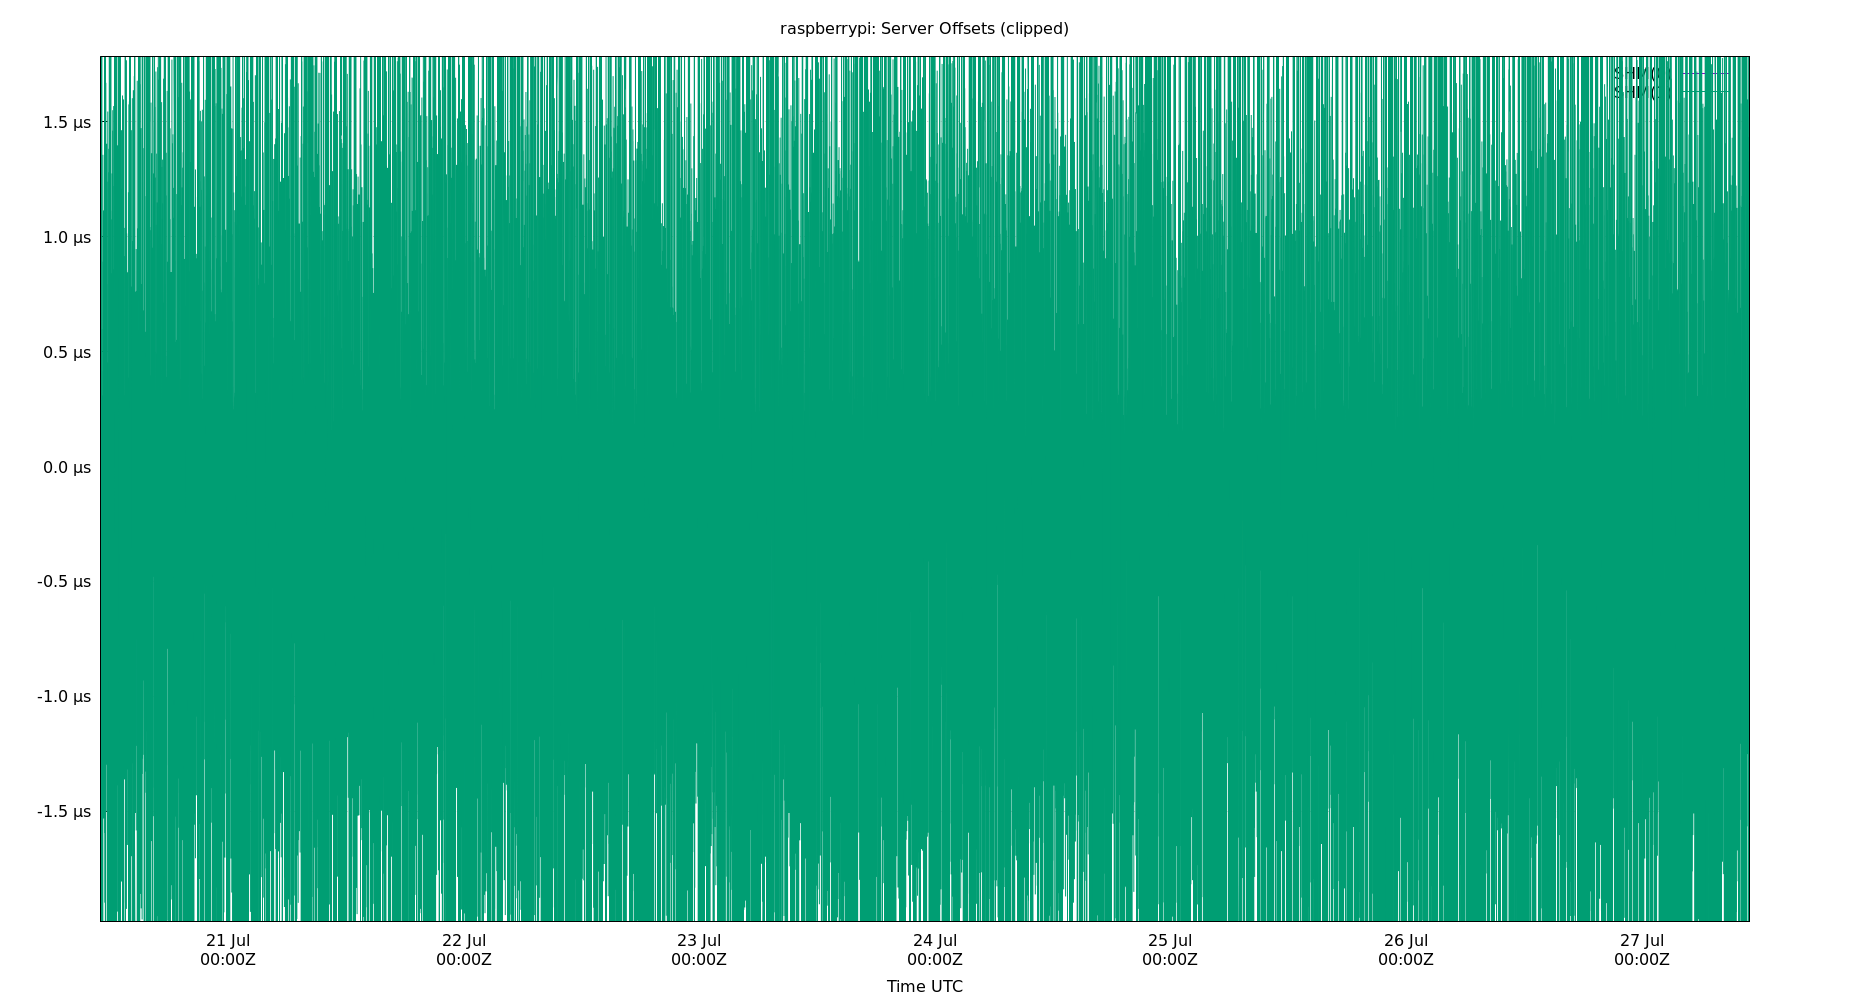 raspberrypi: Server Offsets (clipped)
1.5 µs
1.0 µs
0.5 µs
0.0 µs
-0.5 µs
-1.0 µs
-1.5 µs
21 Jul 22 Jul 23 Jul 24 Jul 25 Jul 26 Jul 27 Jul
00:00Z 00:00Z 00:00Z 00:00Z 00:00Z 00:00Z 00:00Z
Time UTC